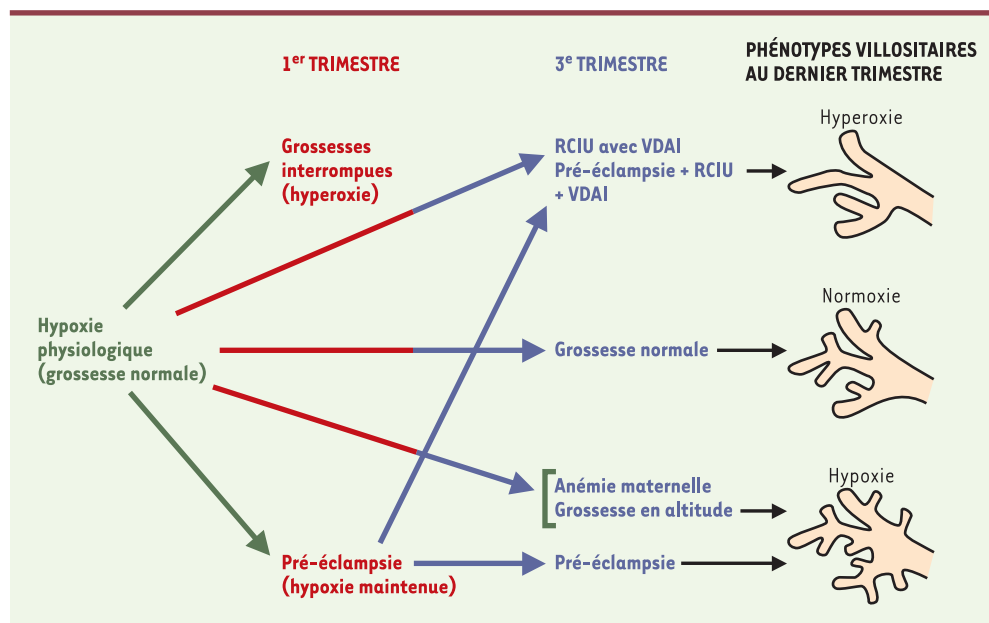 1er TRIMESTRE
3e TRIMESTRE
PHÉNOTYPES VILLOSITAIRES
AU DERNIER TRIMESTRE
Hyperoxie
Grossesses
interrompues
(hyperoxie)
RCIU avec VDAI
Pré-éclampsie + RCIU
+ VDAI
Normoxie
Hypoxie
physiologique
(grossesse normale)
Grossesse normale
Hypoxie
Anémie maternelle
Grossesse en altitude
Pré-éclampsie
(hypoxie maintenue)
Pré-éclampsie